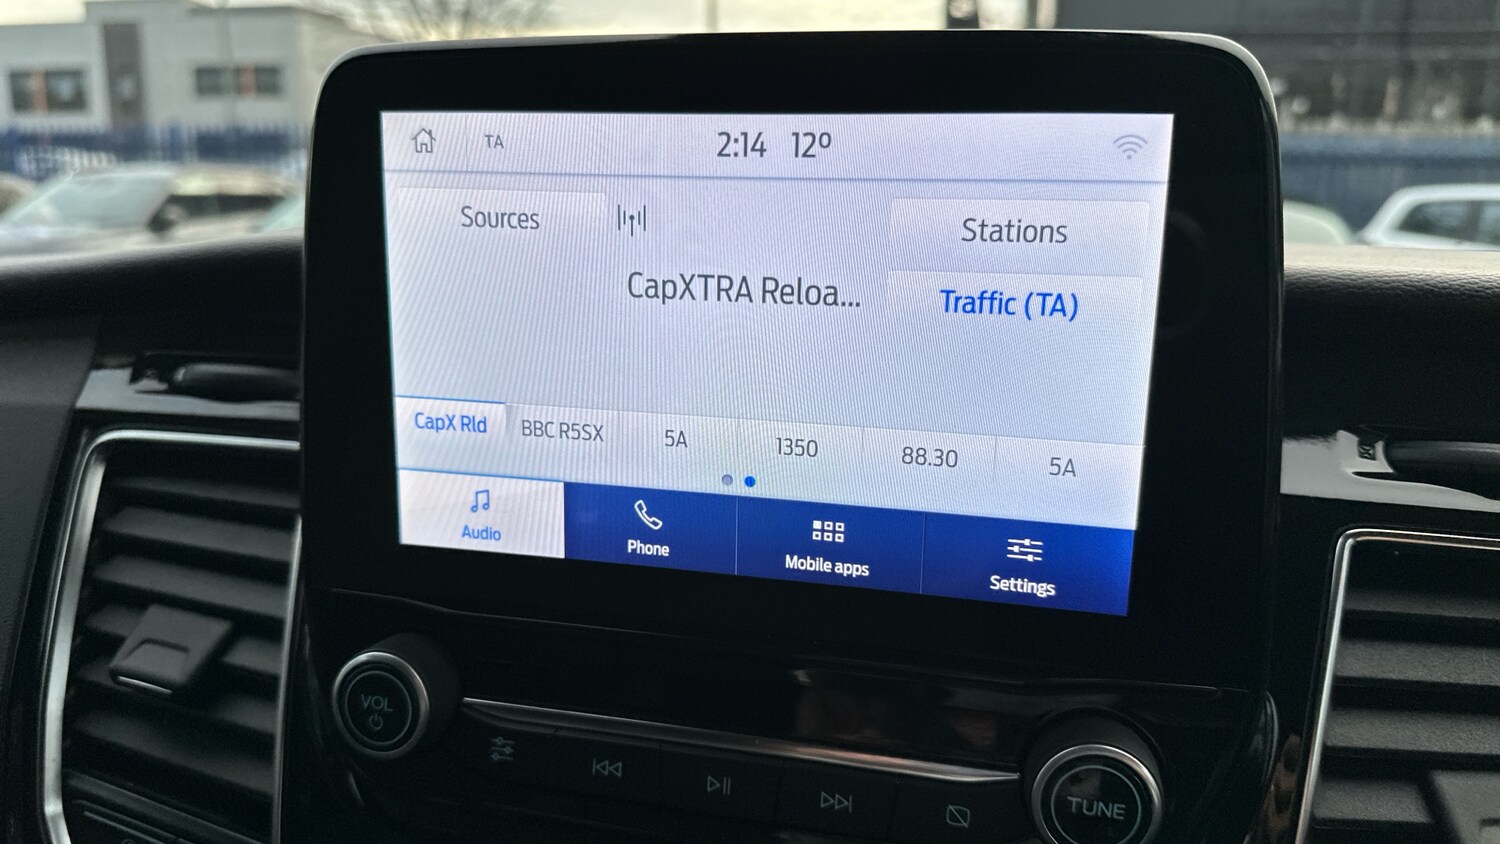 TA 2:14 12º
Sources
Stations
CapXTRA Reloa...
Traffic (TA)
CapX Rld BBC R5SX 5A 1350 88.30 5A
Audio Phone Mobile apps Settings
VOL
TUNE